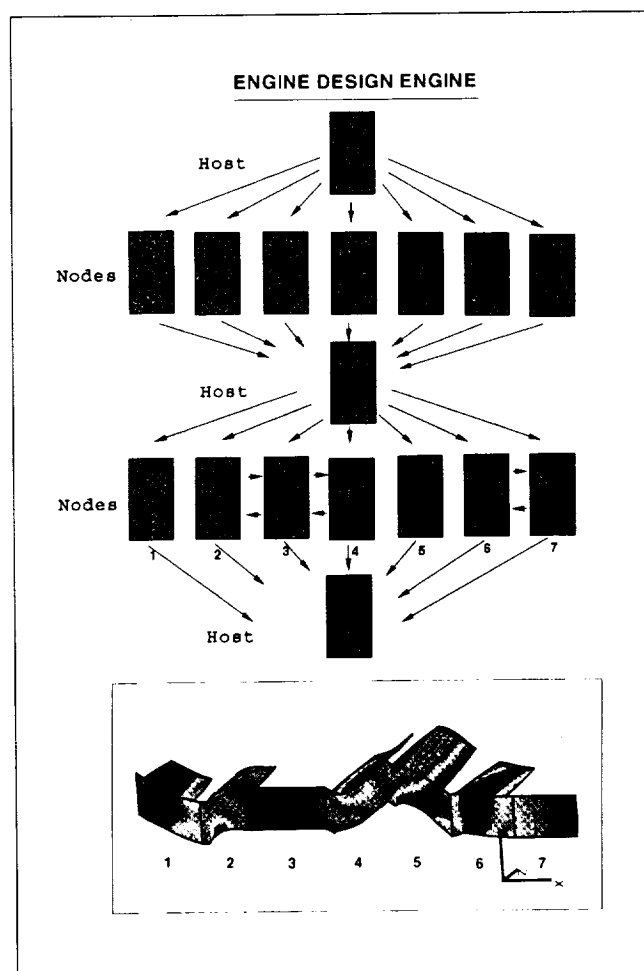 ENGINE DESIGN ENGINE
Host
Nodes
Host
Nodes
1 2 3 4 5 6 7
Host
1 2 3 4 5 6 7
z
x